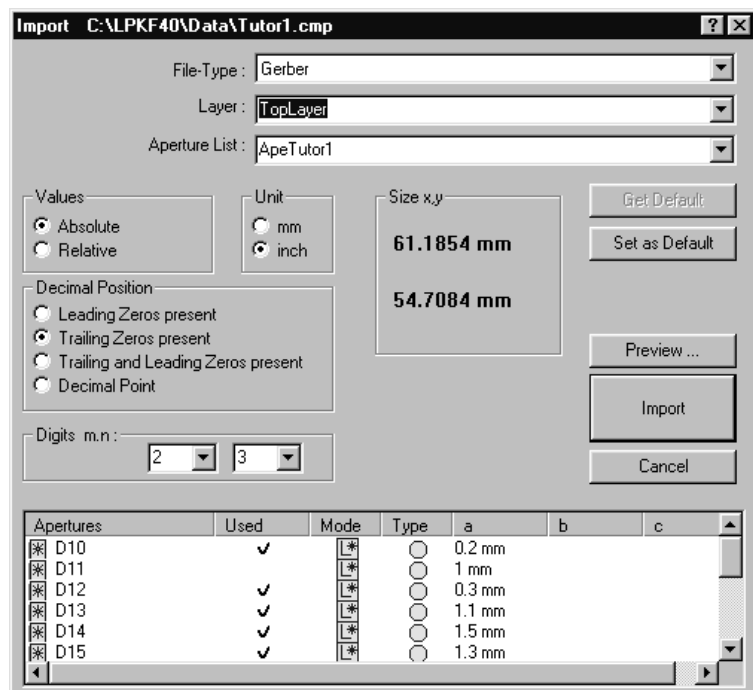 Import C:\LPKF40\Data\Tutor1.cmp
File-Type : Gerber
Layer : TopLayer
Aperture List : ApeTutor1
Values
Absolute
Relative
Unit
mm
inch
Size x,y
61.1854 mm
54.7084 mm
Get Default
Set as Default
Decimal Position
Leading Zeros present
Trailing Zeros present
Trailing and Leading Zeros present
Decimal Point
Preview ...
Import
Cancel
Digits m.n :
2 3
Apertures Used Mode Type a b c
D10 0.2 mm
D11 1 mm
D12 0.3 mm
D13 1.1 mm
D14 1.5 mm
D15 1.3 mm